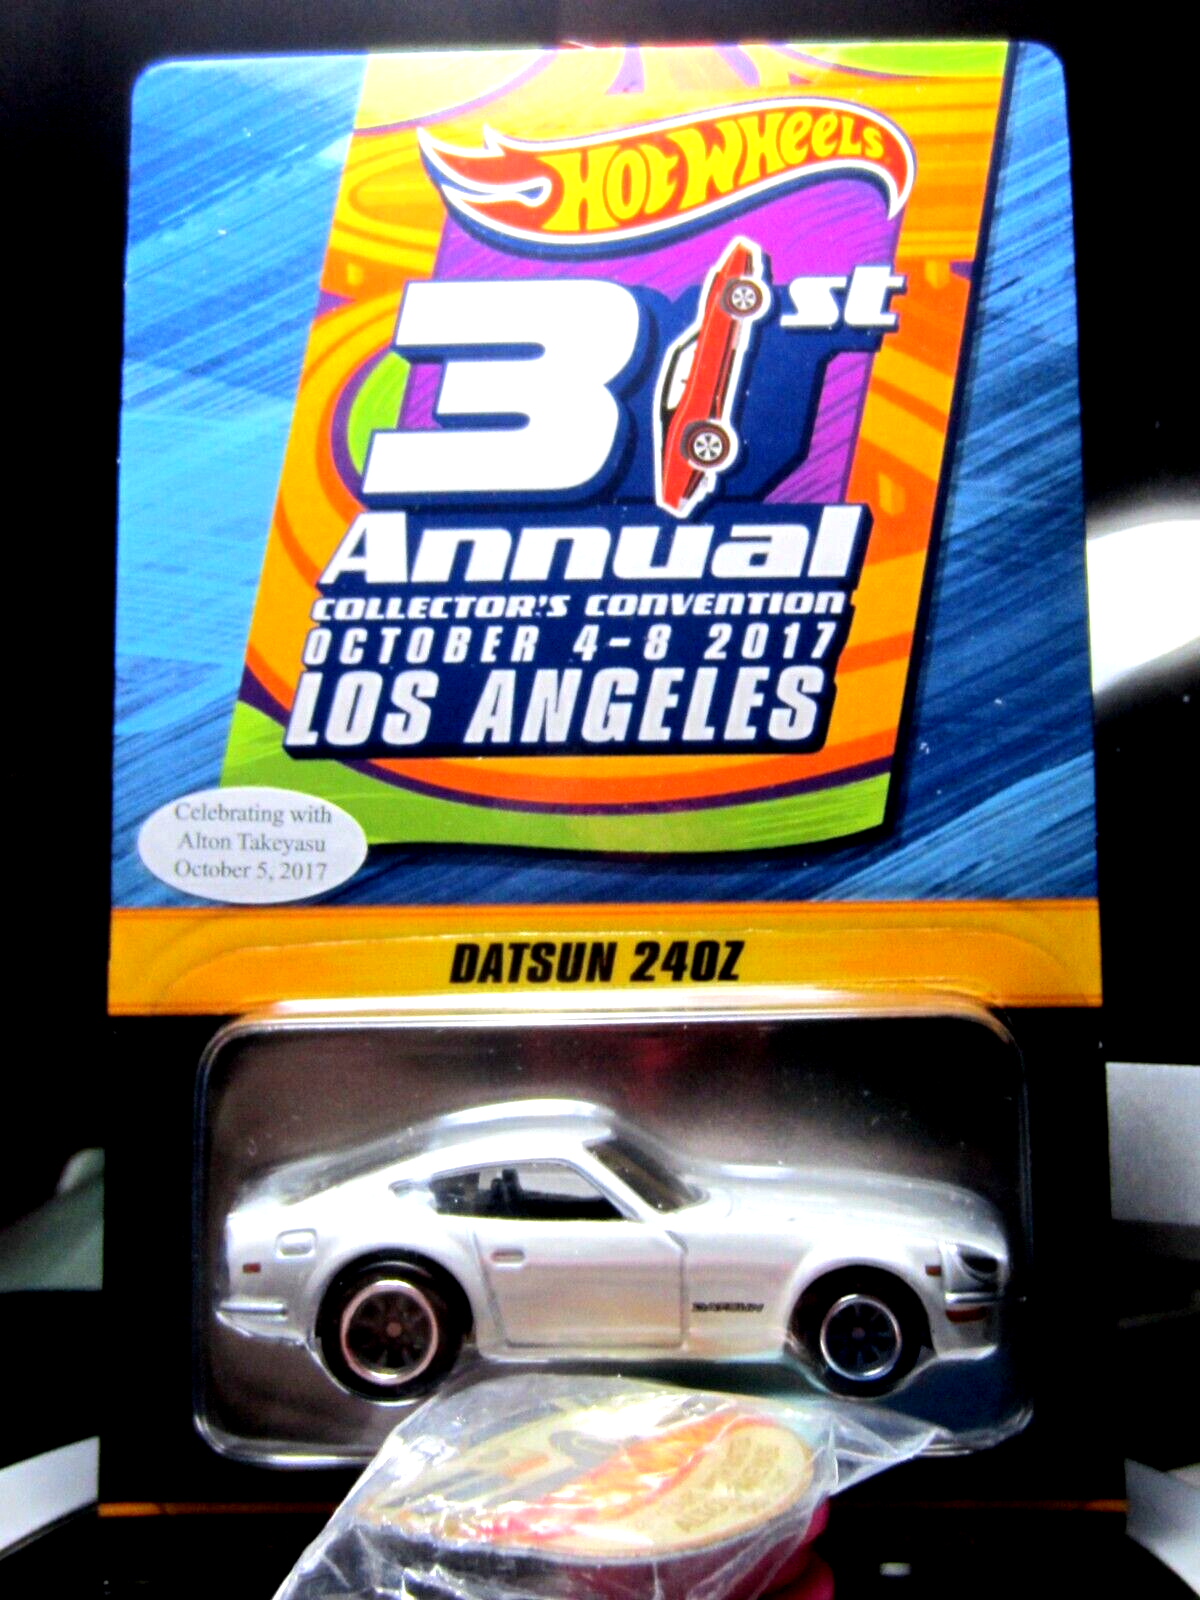 Hot Wheels
31st
Annual
COLLECTOR'S CONVENTION
OCTOBER 4-8 2017
LOS ANGELES
Celebrating with
Alton Takeyasu
October 5, 2017
DATSUN 240Z
DATSUN